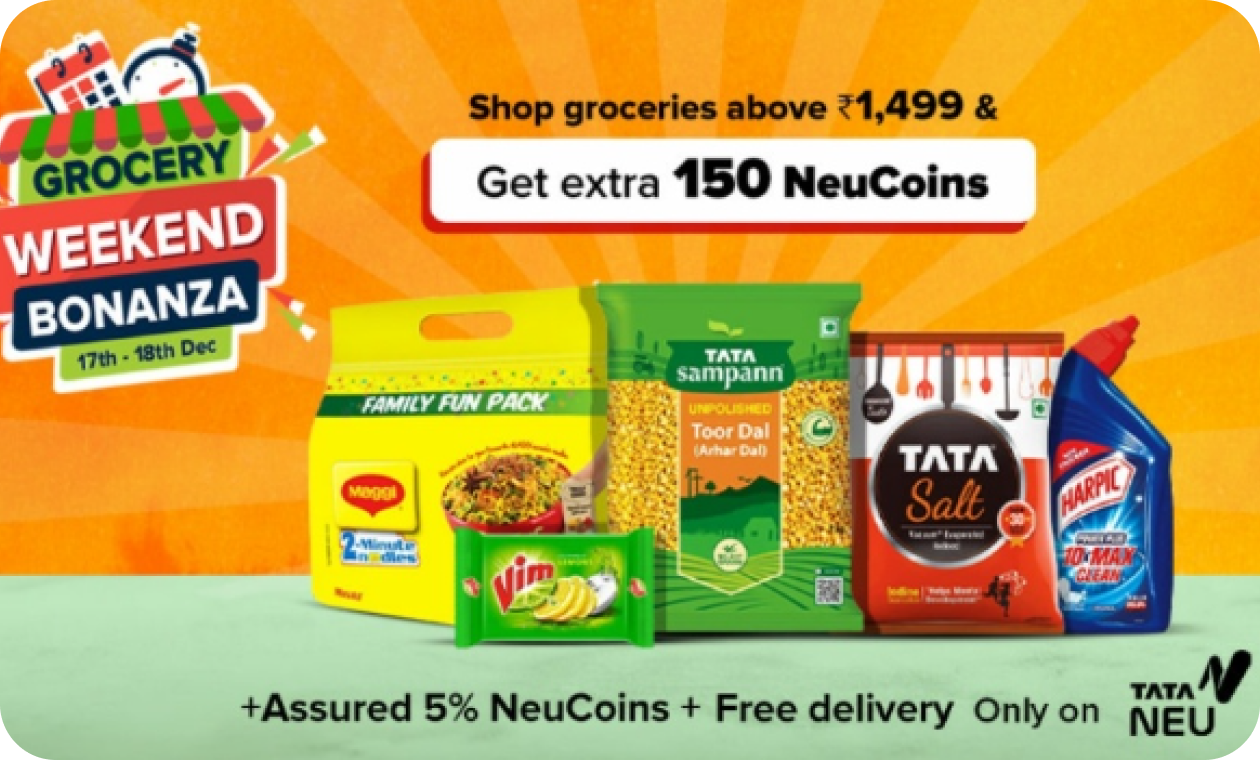 GROCERY
WEEKEND
BONANZA
17th - 18th Dec
Shop groceries above ₹1,499 &
Get extra 150 NeuCoins
FAMILY FUN PACK
Maggi
2-Minute
noodles
Vim
TATA
sampann
UNPOLISHED
Toor Dal
(Arhar Dal)
TATA
Salt
HARPIC
POWER PLUS
10X MAX
CLEAN
+Assured 5% NeuCoins + Free delivery Only on
TATA
NEU